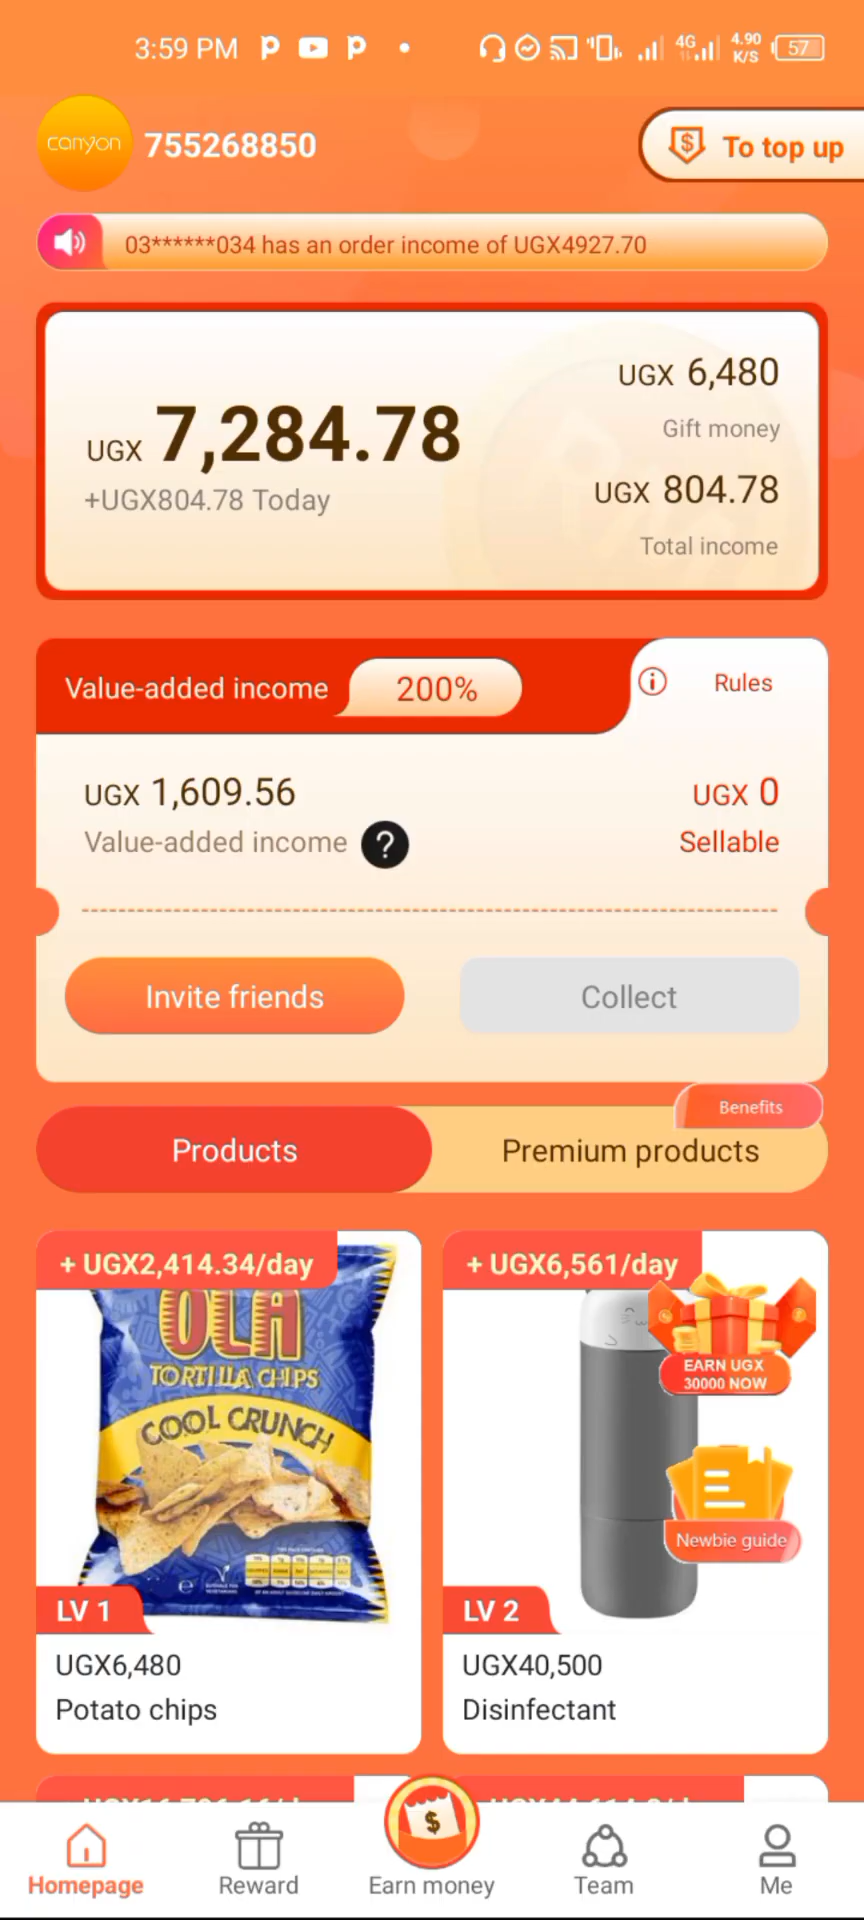 3:59 PM
4G
4.90
K/S
57
canyon
755268850
To top up
03******034 has an order income of UGX4927.70
UGX 6,480
Gift money
UGX 7,284.78
+UGX804.78 Today
UGX 804.78
Total income
Value-added income 200%
Rules
UGX 1,609.56
UGX 0
Value-added income ?
Sellable
Invite friends
Collect
Benefits
Products
Premium products
+ UGX2,414.34/day
OLA
TORTILLA CHIPS
COOL CRUNCH
LV 1
UGX6,480
Potato chips
+ UGX6,561/day
EARN UGX
30000 NOW
Newbie guide
LV 2
UGX40,500
Disinfectant
Homepage
Reward
Earn money
Team
Me